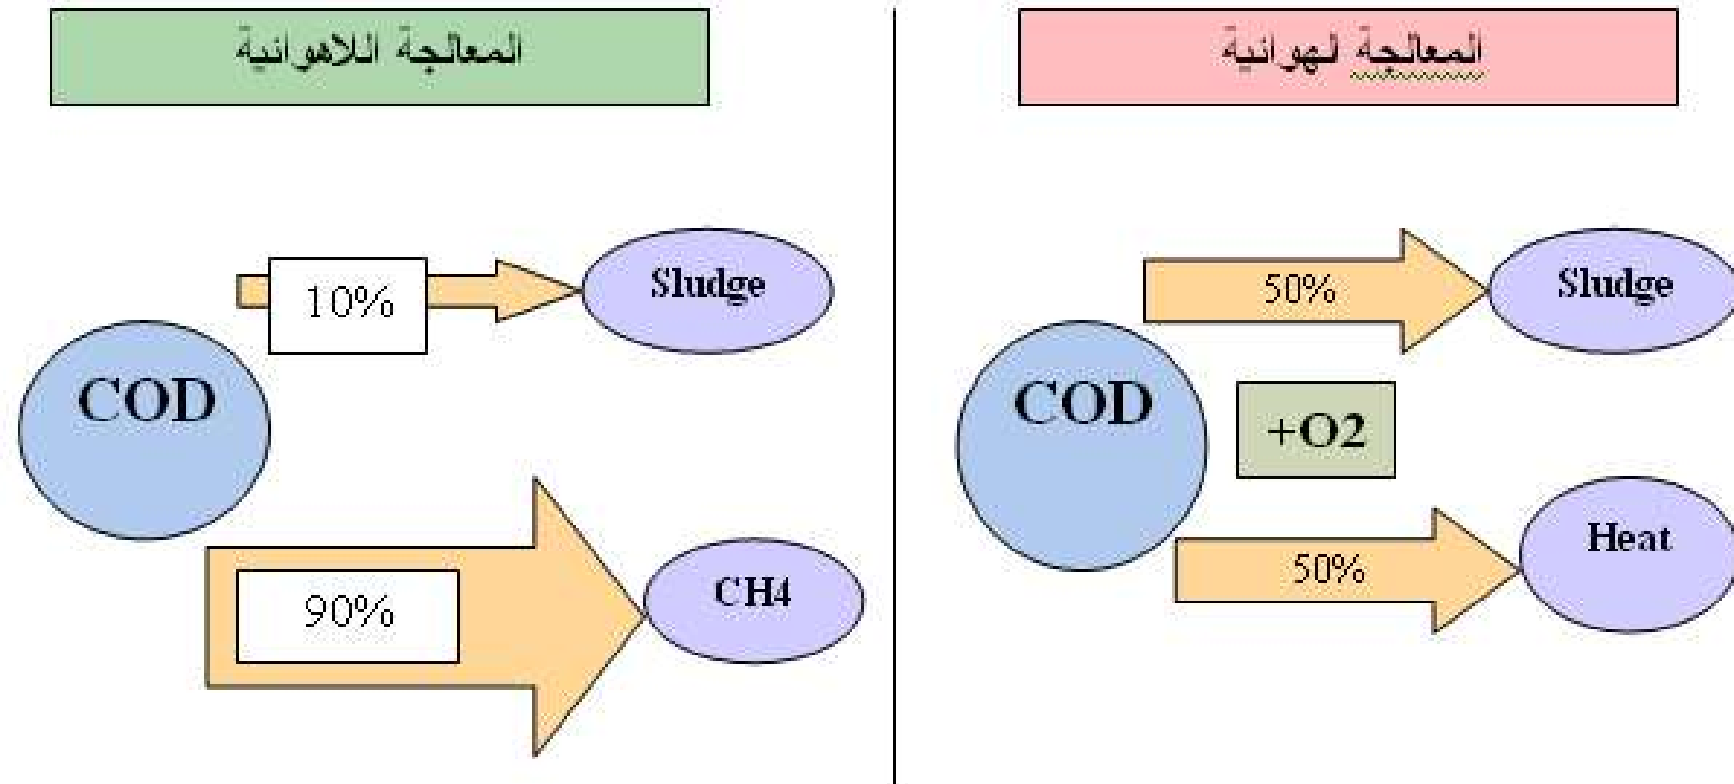 المعالجة اللاهوائية
10%
Sludge
COD
90%
CH4
المعالجة لهوائية
50%
Sludge
COD
+O2
Heat
50%